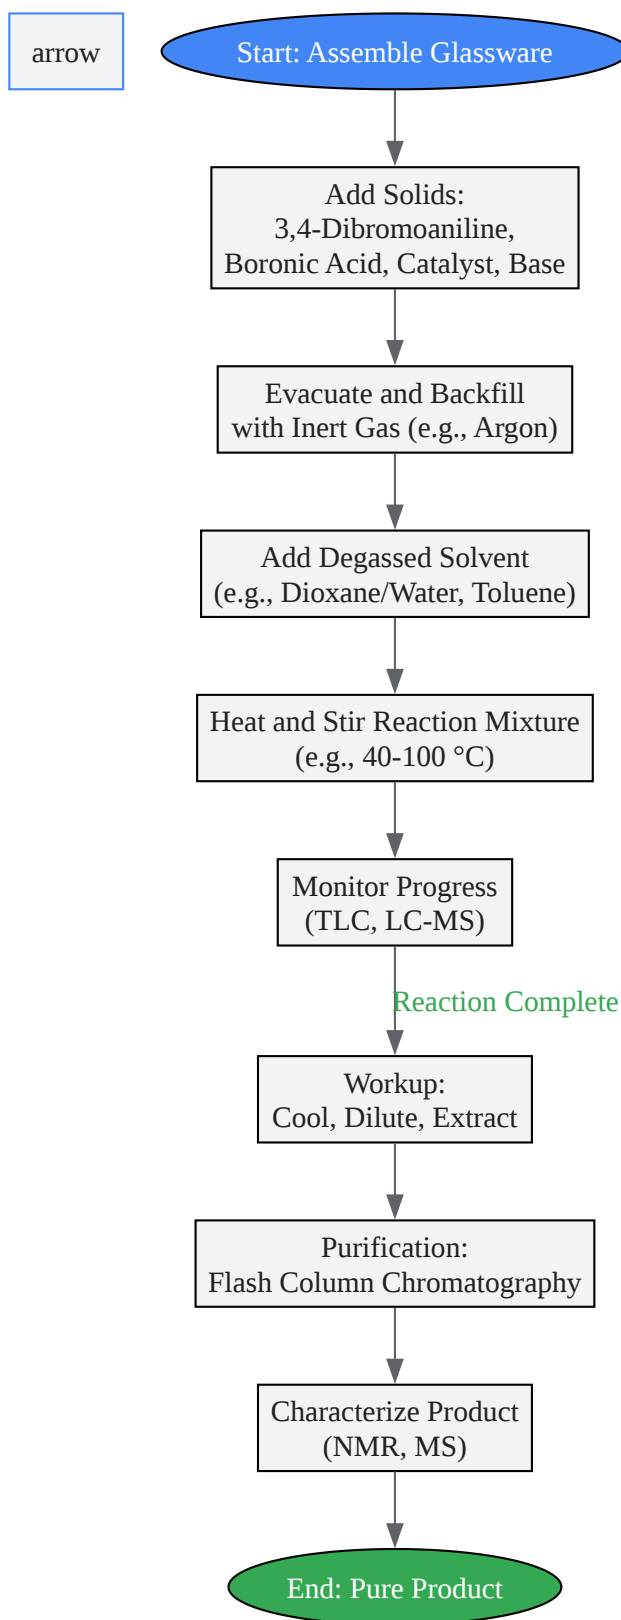 arrow
Start: Assemble Glassware
Add Solids:
3,4-Dibromoaniline,
Boronic Acid, Catalyst, Base
Evacuate and Backfill
with Inert Gas (e.g., Argon)
Add Degassed Solvent
(e.g., Dioxane/Water, Toluene)
Heat and Stir Reaction Mixture
(e.g., 40-100 °C)
Monitor Progress
(TLC, LC-MS)
Reaction Complete
Workup:
Cool, Dilute, Extract
Purification:
Flash Column Chromatography
Characterize Product
(NMR, MS)
End: Pure Product